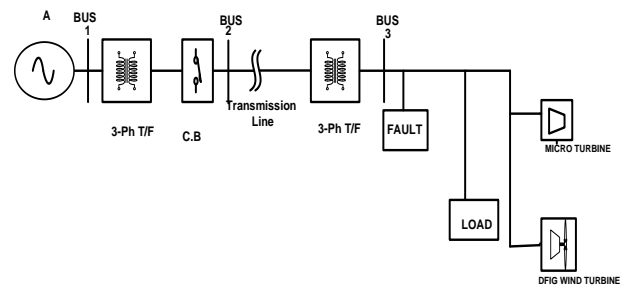 A
BUS
1
BUS
2
BUS
3
Transmission
Line
3-Ph T/F
C.B
3-Ph T/F
FAULT
MICRO TURBINE
LOAD
DFIG WIND TURBINE